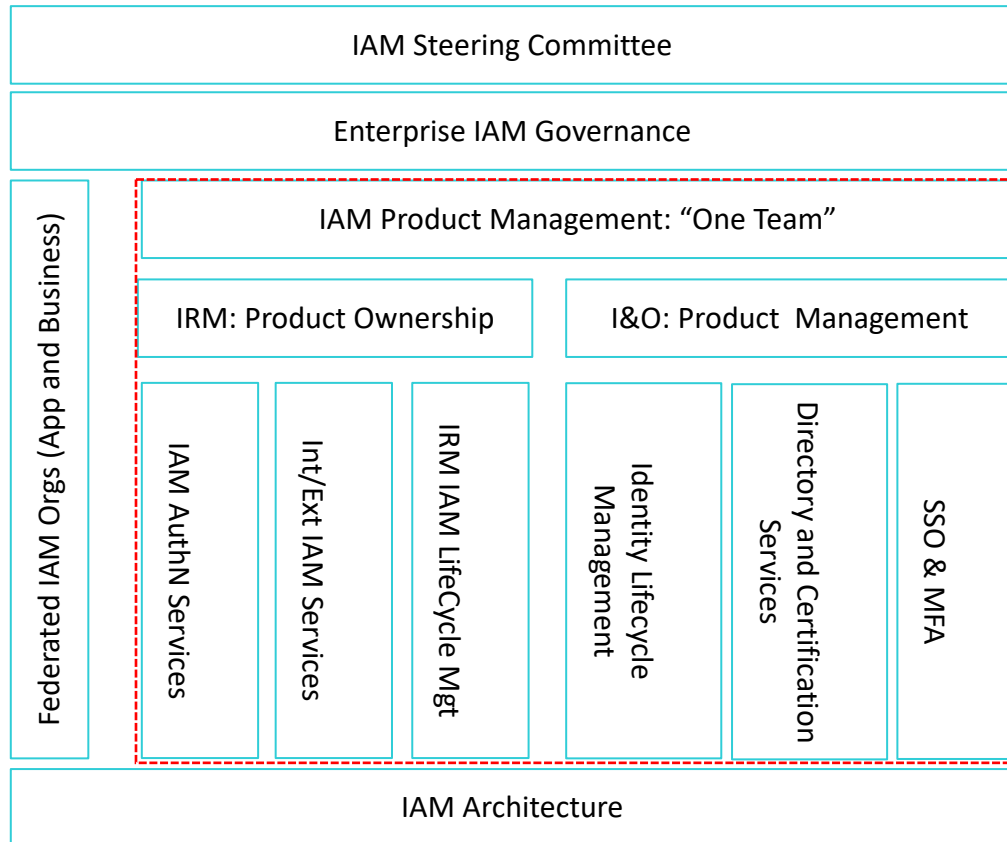 IAM Steering Committee
Enterprise IAM Governance
Federated IAM Orgs (App and Business)
IAM Product Management: “One Team”
IRM: Product Ownership
I&O: Product  Management
IAM AuthN Services
Int/Ext IAM Services
IRM IAM LifeCycle Mgt
Identity Lifecycle
Management
Directory and Certification
Services
SSO & MFA
IAM Architecture